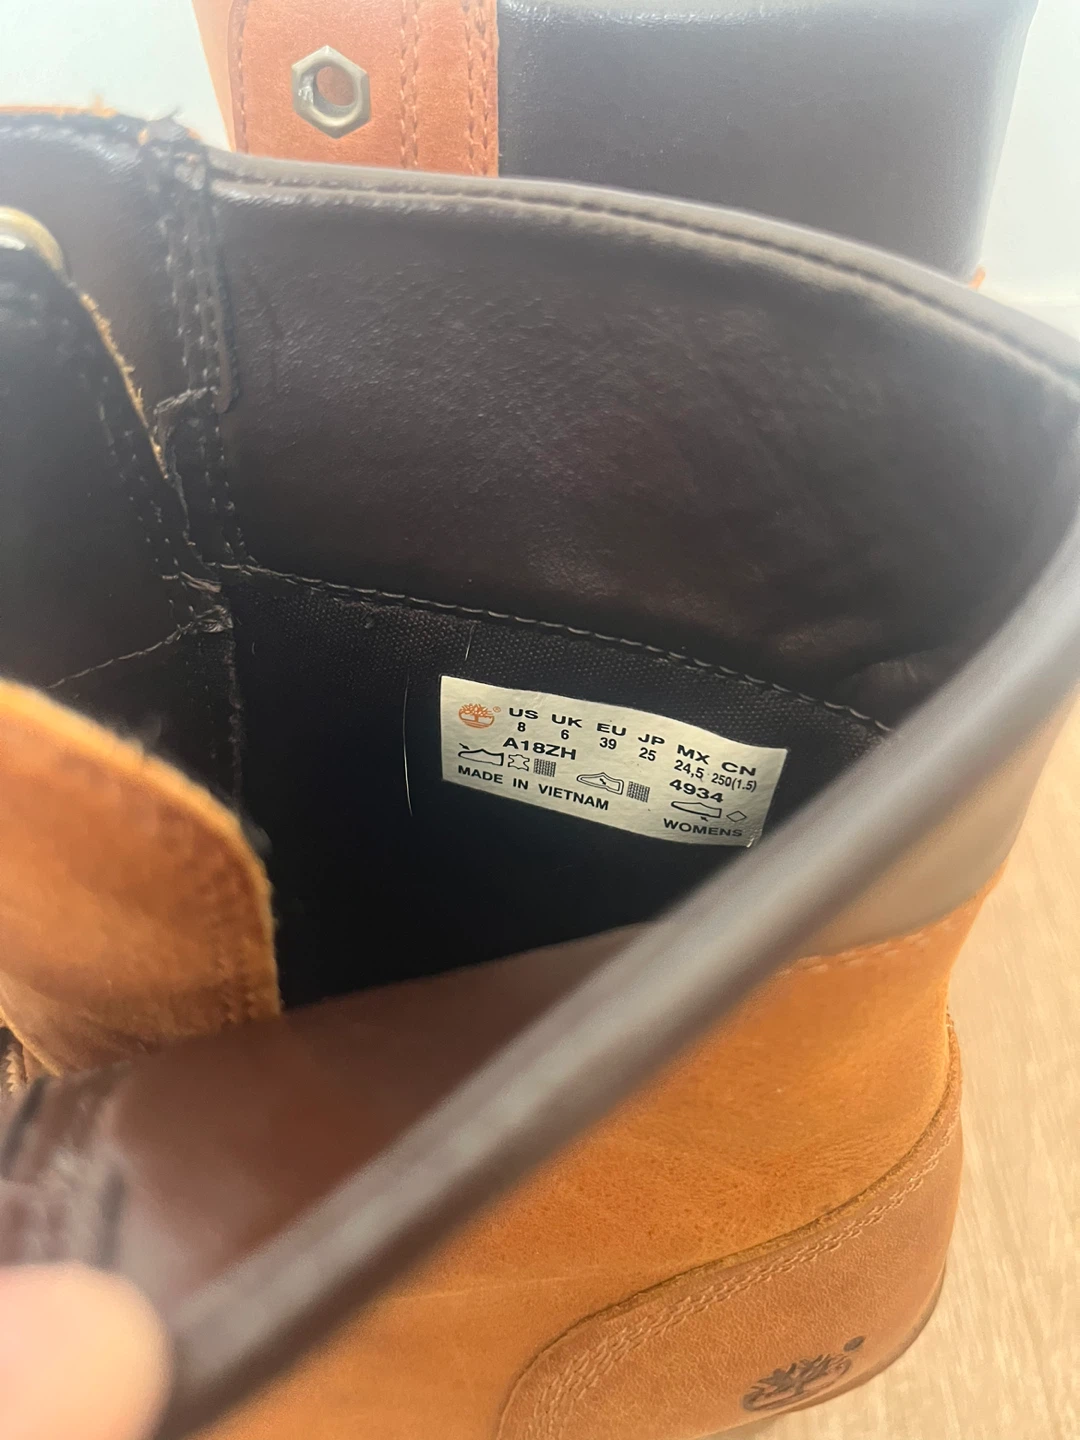 ® US UK EU JP MX CN
8 6 39 25 24,5 250(1.5)
A18ZH 4934
MADE IN VIETNAM WOMENS